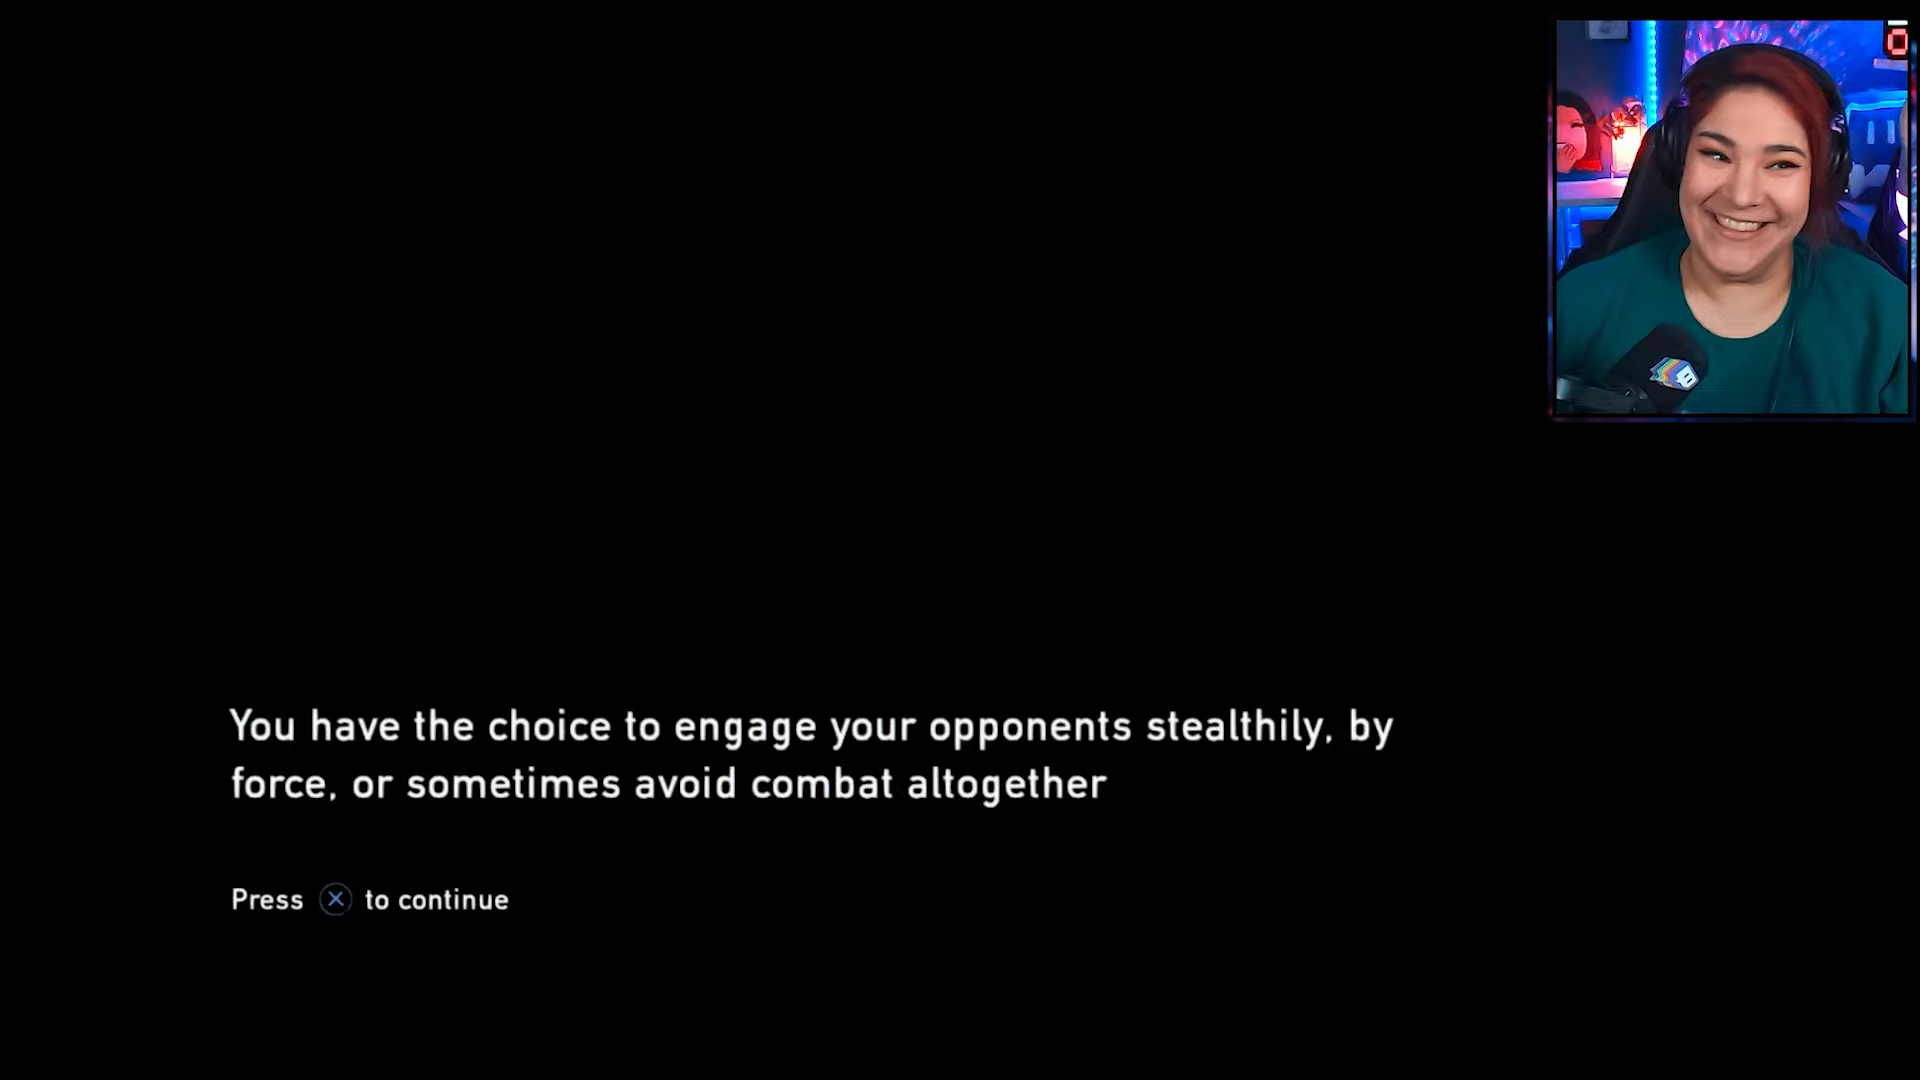 You have the choice to engage your opponents stealthily, by
force, or sometimes avoid combat altogether
Press ⓧ to continue